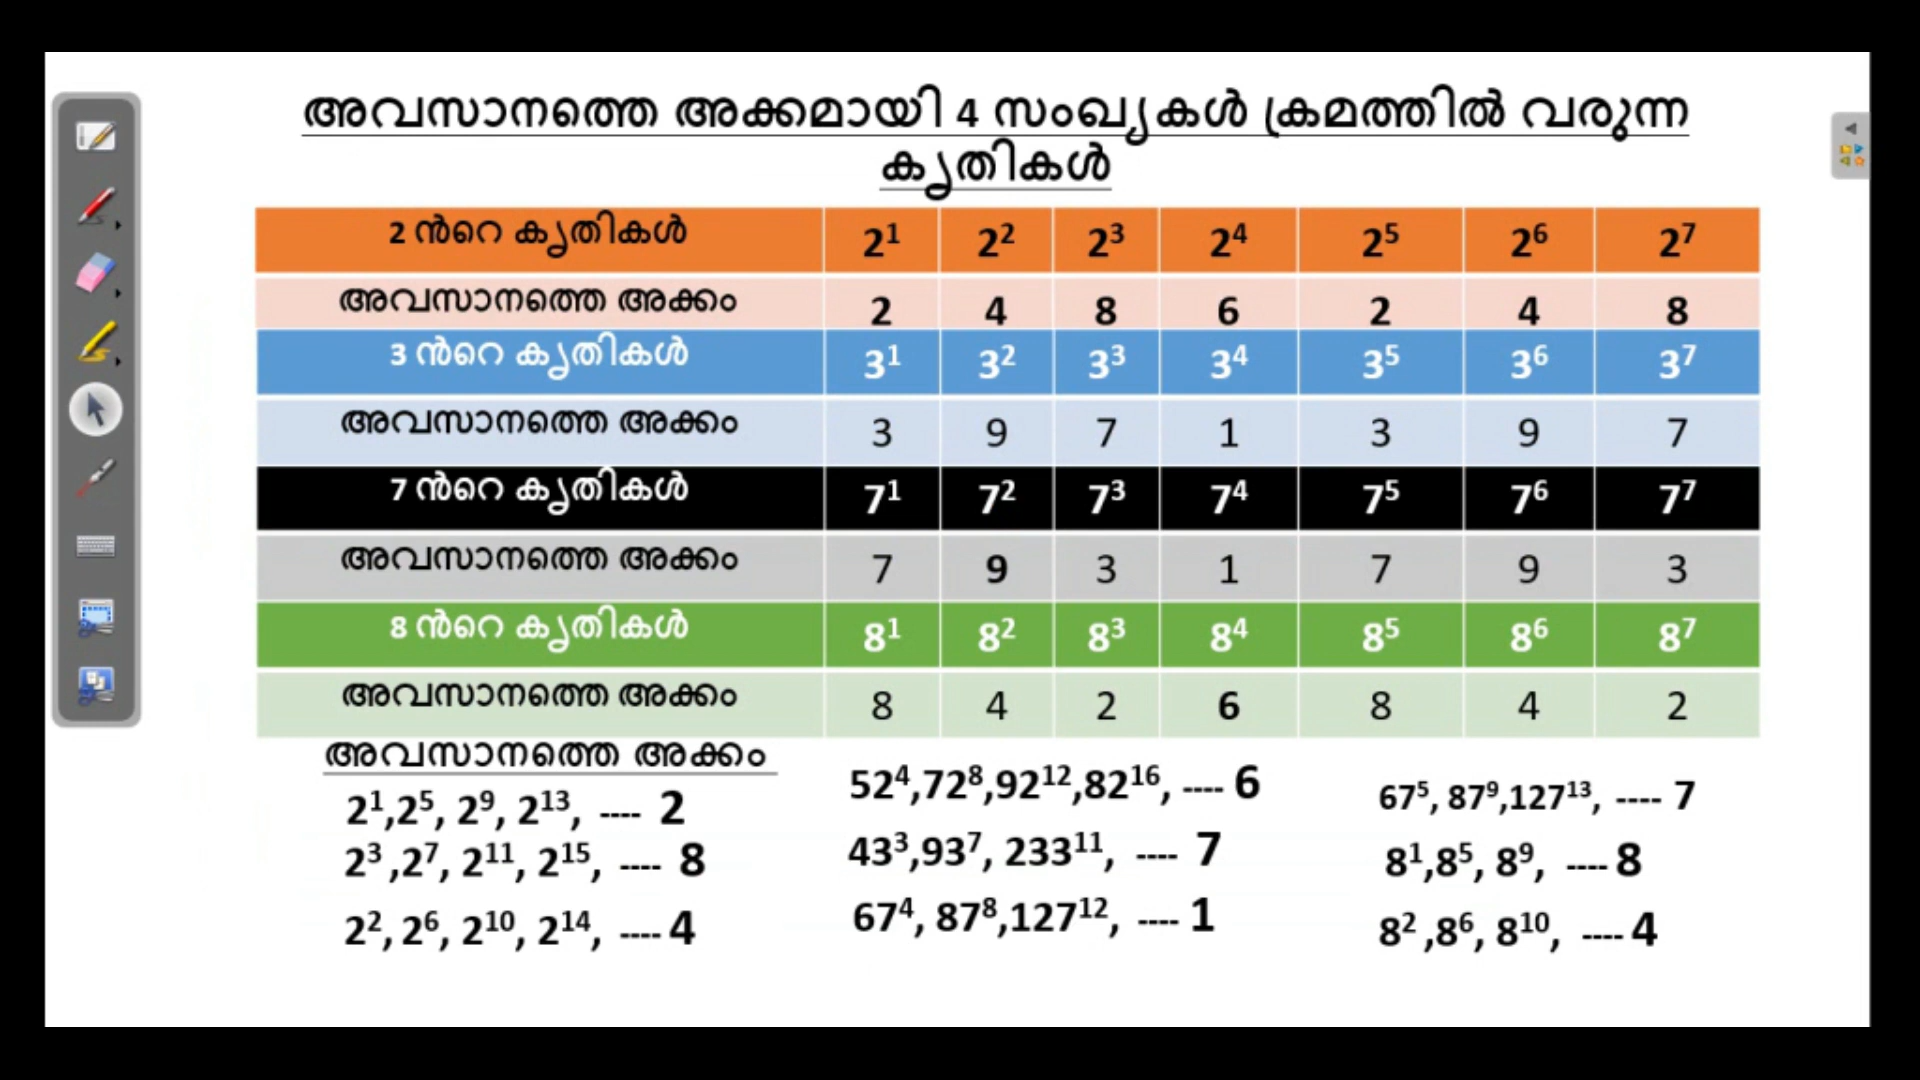 അവസാനത്തെ അക്കമായി 4 സംഖ്യകൾ ക്രമത്തിൽ വരുന്ന
കൃതികൾ
2 ൻറെ കൃതികൾ 2¹ 2² 2³ 2⁴ 2⁵ 2⁶ 2⁷
അവസാനത്തെ അക്കം 2 4 8 6 2 4 8
3 ൻറെ കൃതികൾ 3¹ 3² 3³ 3⁴ 3⁵ 3⁶ 3⁷
അവസാനത്തെ അക്കം 3 9 7 1 3 9 7
7 ൻറെ കൃതികൾ 7¹ 7² 7³ 7⁴ 7⁵ 7⁶ 7⁷
അവസാനത്തെ അക്കം 7 9 3 1 7 9 3
8 ൻറെ കൃതികൾ 8¹ 8² 8³ 8⁴ 8⁵ 8⁶ 8⁷
അവസാനത്തെ അക്കം 8 4 2 6 8 4 2
അവസാനത്തെ അക്കം
2¹,2⁵, 2⁹, 2¹³, ---- 2
2³ ,2⁷, 2¹¹, 2¹⁵, ---- 8
2², 2⁶, 2¹⁰, 2¹⁴, ---- 4
52⁴,72⁸,92¹²,82¹⁶, ---- 6
43³,93⁷, 233¹¹, ---- 7
67⁴, 87⁸,127¹², ---- 1
67⁵, 87⁹,127¹³, ---- 7
8¹,8⁵, 8⁹, ---- 8
8² ,8⁶, 8¹⁰, ---- 4